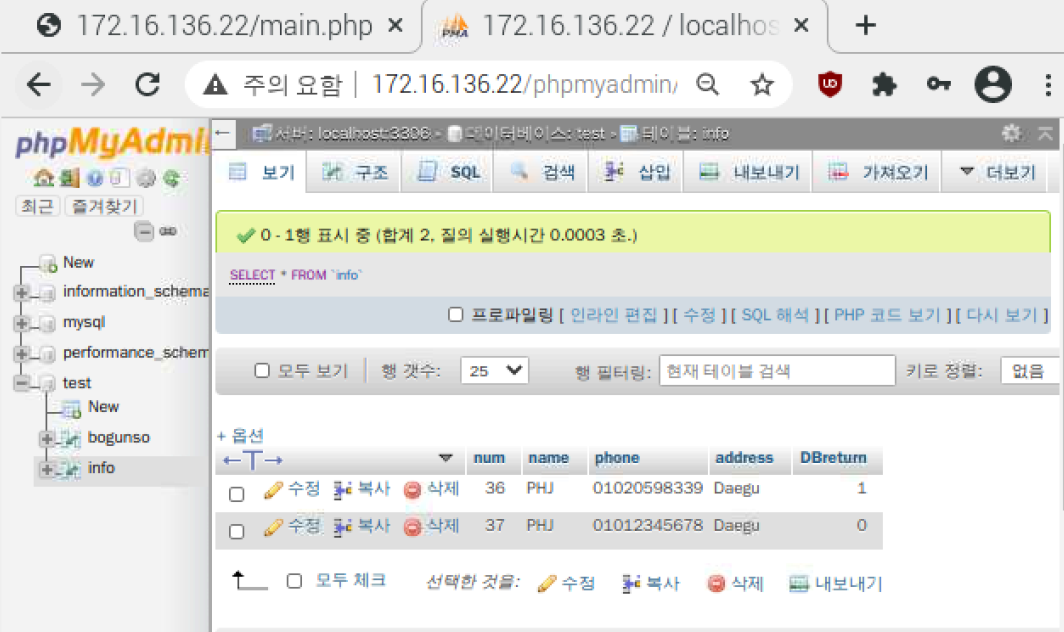 172.16.136.22/main.php × 172.16.136.22 / localhos × +
주의 요함 | 172.16.136.22/phpmyadmin/
phpMyAdmi
최근 즐겨찾기
New
information_schema
mysql
performance_schem
test
New
bogunso
info
서버: localhost:3306 » 데이터베이스: test » 테이블: info
보기 구조 SQL 검색 삽입 내보내기 가져오기 더보기
0 - 1행 표시 중 (합계 2, 질의 실행시간 0.0003 초.)
SELECT * FROM `info`
프로파일링 [ 인라인 편집 ] [ 수정 ] [ SQL 해석 ] [ PHP 코드 보기 ] [ 다시 보기 ]
모두 보기 | 행 갯수: 25 행 필터링: 현재 테이블 검색 키로 정렬: 없음
+ 옵션
←T→ num name phone address DBreturn
수정 복사 삭제 36 PHJ 01020598339 Daegu 1
수정 복사 삭제 37 PHJ 01012345678 Daegu 0
모두 체크 선택한 것을: 수정 복사 삭제 내보내기